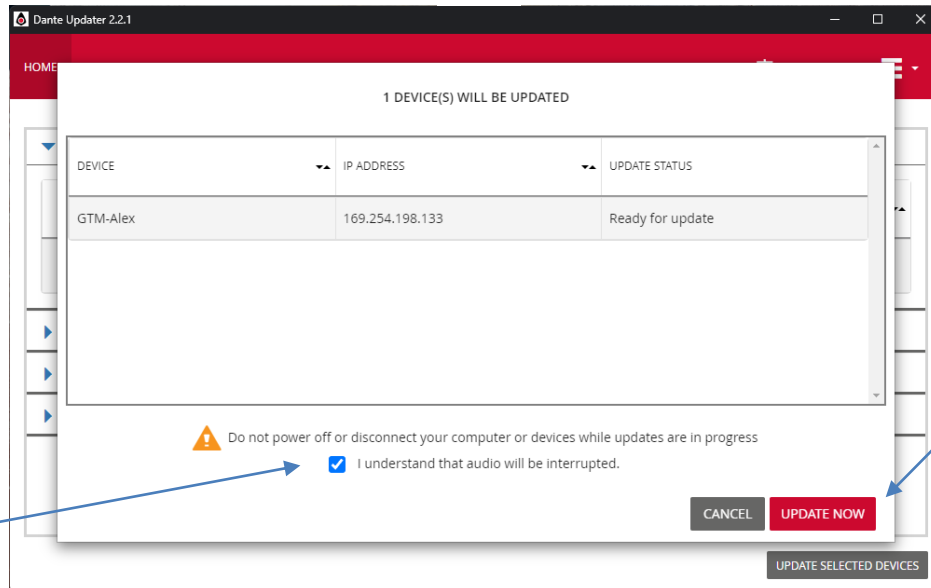 Dante Updater 2.2.1
HOME
1 DEVICE(S) WILL BE UPDATED
DEVICE IP ADDRESS UPDATE STATUS
GTM-Alex 169.254.198.133 Ready for update
Do not power off or disconnect your computer or devices while updates are in progress
I understand that audio will be interrupted.
CANCEL UPDATE NOW
UPDATE SELECTED DEVICES